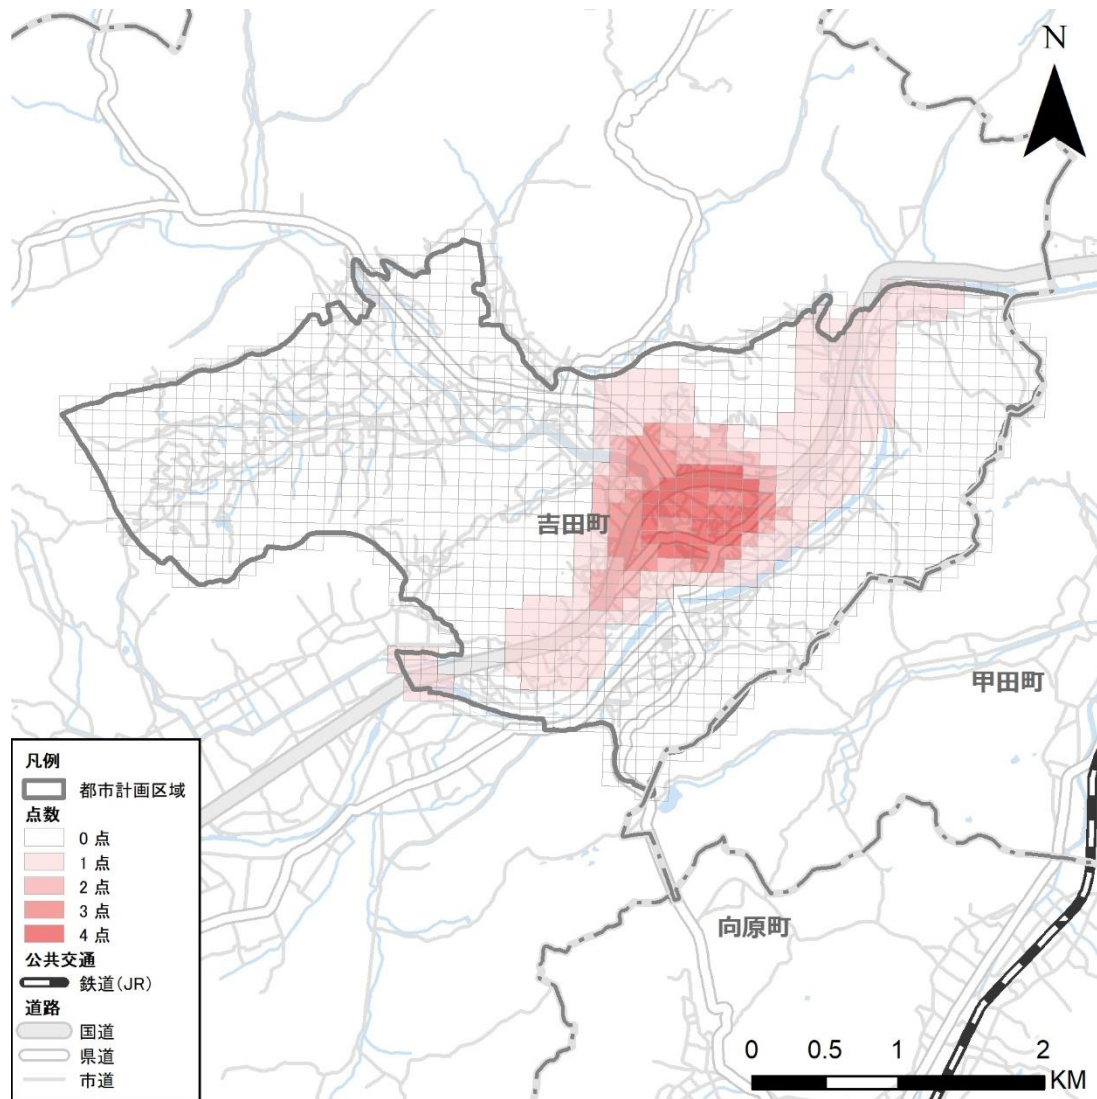 N
吉田町
甲田町
向原町
凡例
都市計画区域
点数
0 点
1 点
2 点
3 点
4 点
公共交通
鉄道(JR)
道路
国道
県道
市道
0 0.5 1 2
KM